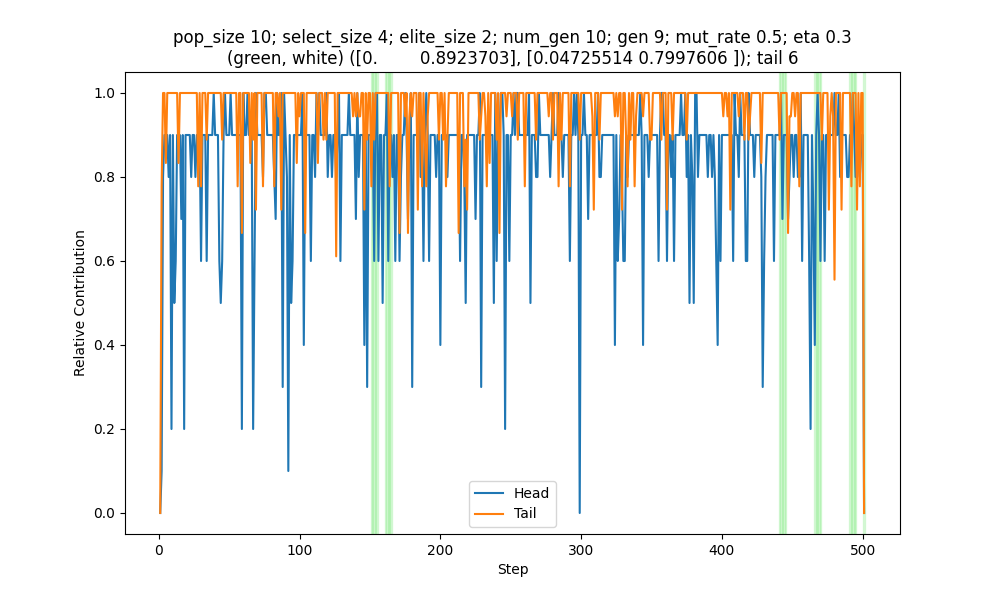 pop_size 10; select_size 4; elite_size 2; num_gen 10; gen 9; mut_rate 0.5; eta 0.3
(green, white) ([0.        0.8923703], [0.04725514 0.7997606 ]); tail 6
Relative Contribution
1.0
0.8
0.6
0.4
0.2
0.0
Head
Tail
0
100
200
300
400
500
Step